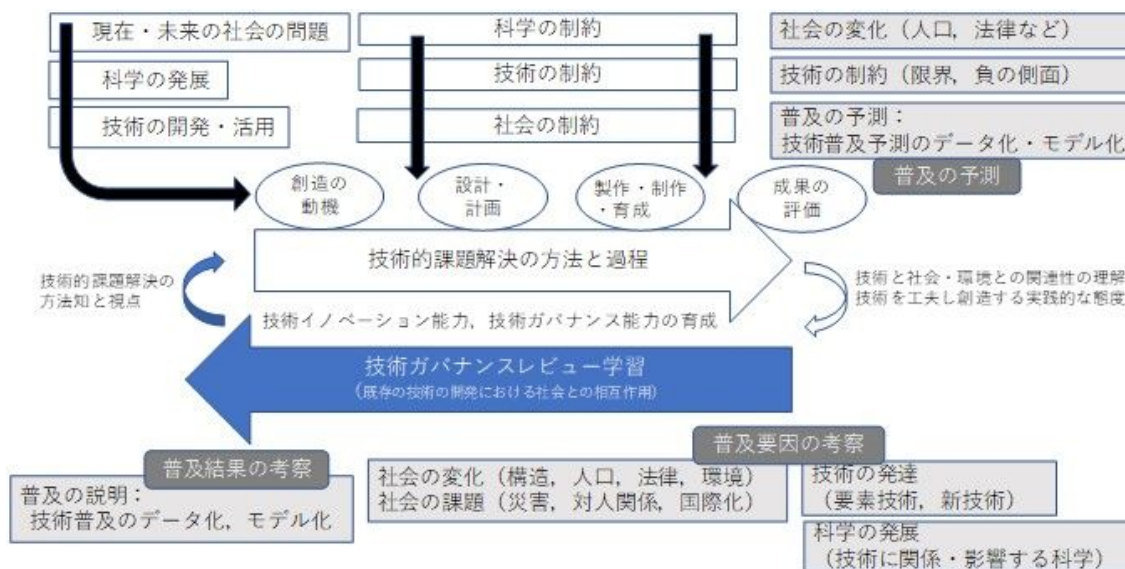 現在・未来の社会の問題
科学の発展
技術の開発・活用
科学の制約
技術の制約
社会の制約
社会の変化（人口，法律など）
技術の制約（限界，負の側面）
普及の予測：
技術普及予測のデータ化・モデル化
普及の予測
創造の
動機
設計・
計画
製作・制作
・育成
成果の
評価
技術的課題解決の方法と過程
技術的課題解決の
方法知と視点
技術と社会・環境との関連性の理解
技術を工夫し創造する実践的な態度
技術イノベーション能力，技術ガバナンス能力の育成
技術ガバナンスレビュー学習
（既存の技術の開発における社会との相互作用）
普及結果の考察
普及の説明：
技術普及のデータ化，モデル化
普及要因の考察
社会の変化（構造，人口，法律，環境）
社会の課題（災害，対人関係，国際化）
技術の発達
（要素技術，新技術）
科学の発展
（技術に関係・影響する科学）